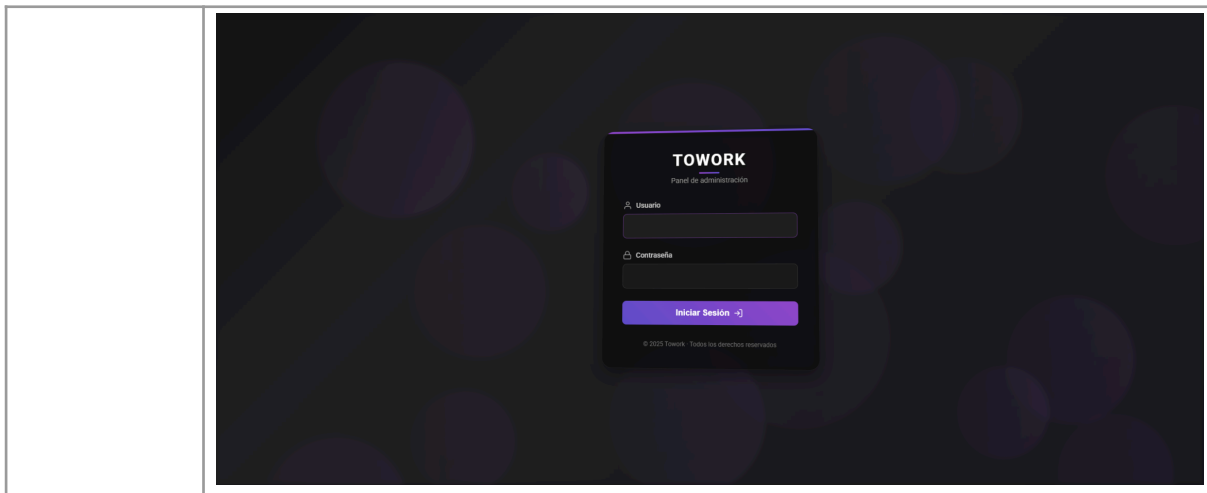 TOWORK
Panel de administración
Usuario
Contraseña
Iniciar Sesión
© 2025 Towork · Todos los derechos reservados